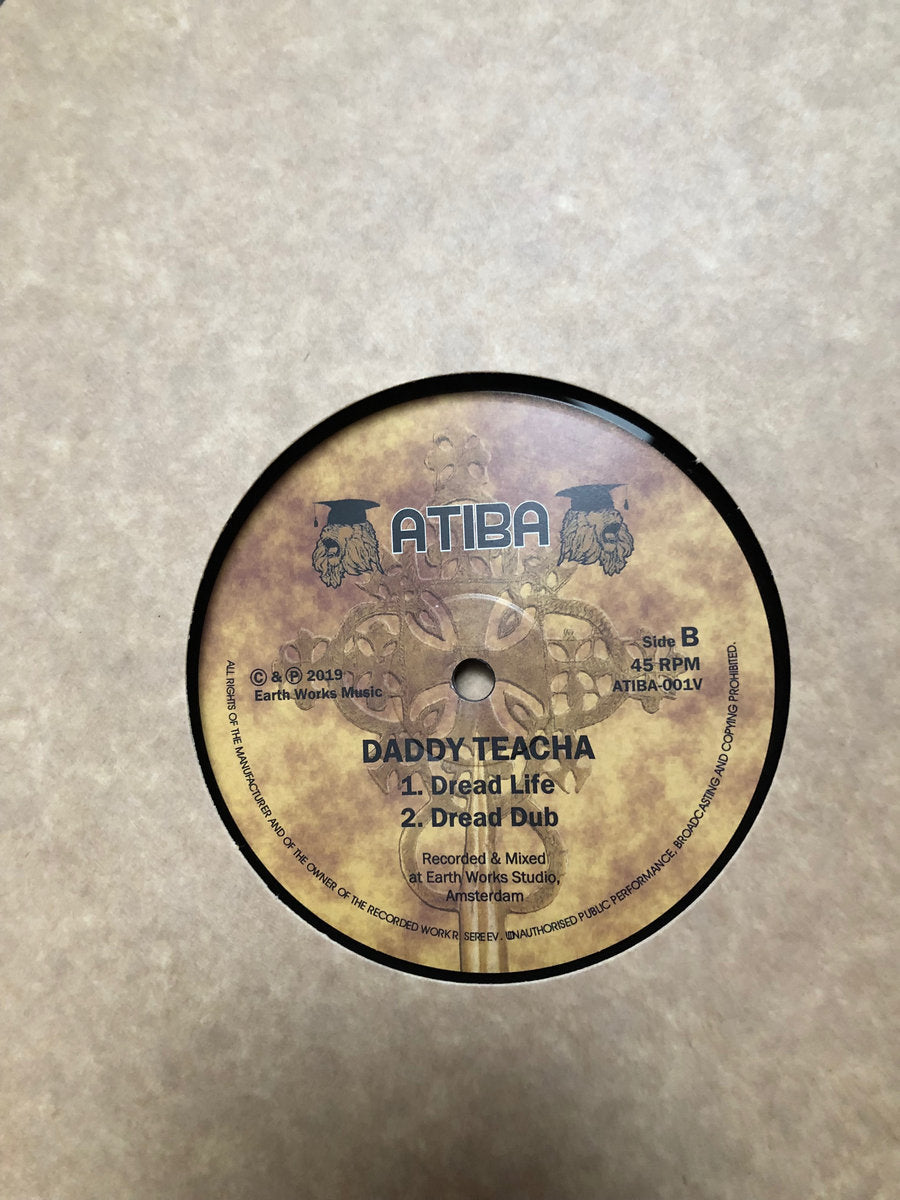 ATIBA
Side B
45 RPM
ATIBA-001V
© & ℗ 2019
Earth Works Music
DADDY TEACHA
1. Dread Life
2. Dread Dub
Recorded & Mixed
at Earth Works Studio,
Amsterdam
ALL RIGHTS OF THE MANUFACTURER AND OF THE OWNER OF THE RECORDED WORK UNAUTHORISED PUBLIC PERFORMANCE, BROADCASTING AND COPYING PROHIBITED.